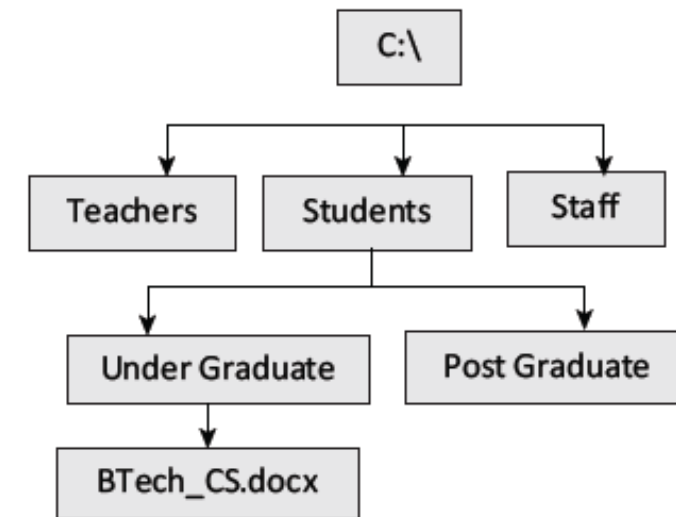 C:\
Teachers
Students
Staff
Under Graduate
Post Graduate
BTech_CS.docx